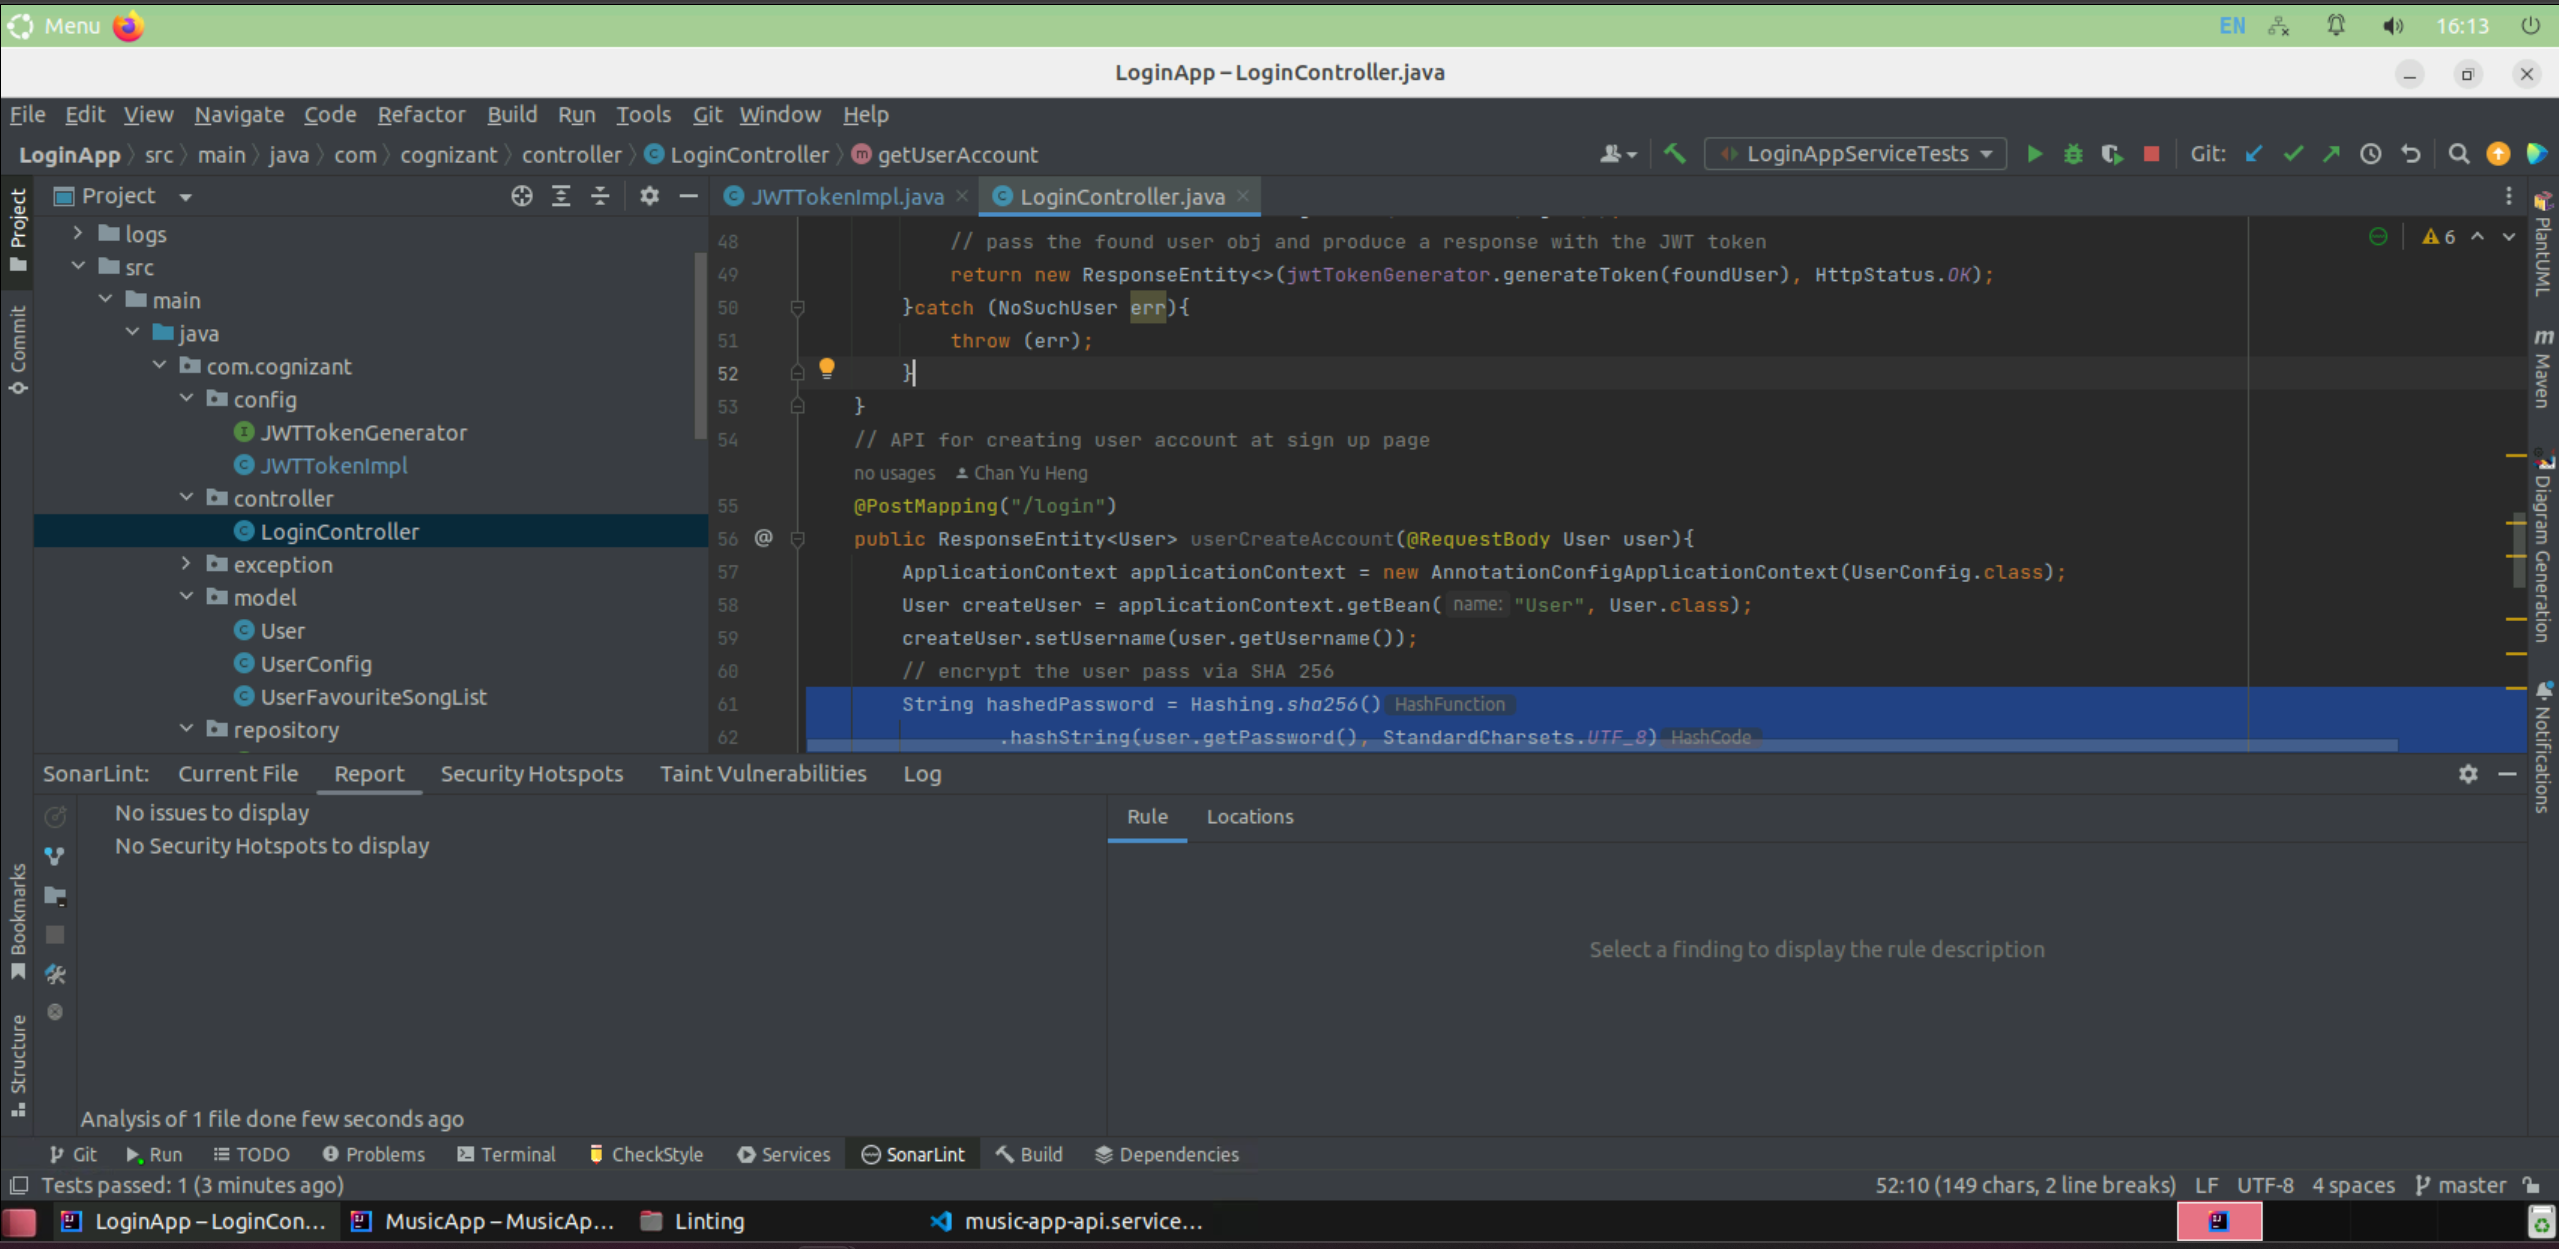 Menu
EN
16:13
LoginApp – LoginController.java
File Edit View Navigate Code Refactor Build Run Tools Git Window Help
LoginApp src main java com cognizant controller LoginController getUserAccount
LoginAppServiceTests
Git:
Project
JWTTokenImpl.java
LoginController.java
logs
src
main
java
com.cognizant
config
JWTTokenGenerator
JWTTokenImpl
controller
LoginController
exception
model
User
UserConfig
UserFavouriteSongList
repository
6
48 // pass the found user obj and produce a response with the JWT token
49 return new ResponseEntity<>(jwtTokenGenerator.generateToken(foundUser), HttpStatus.OK);
50 }catch (NoSuchUser err){
51 throw (err);
52 }
53 }
54 // API for creating user account at sign up page
no usages Chan Yu Heng
55 @PostMapping("/login")
56 @ public ResponseEntity<User> userCreateAccount(@RequestBody User user){
57 ApplicationContext applicationContext = new AnnotationConfigApplicationContext(UserConfig.class);
58 User createUser = applicationContext.getBean( name: "User", User.class);
59 createUser.setUsername(user.getUsername());
60 // encrypt the user pass via SHA 256
61 String hashedPassword = Hashing.sha256() HashFunction
62 .hashString(user.getPassword(), StandardCharsets.UTF_8) HashCode
Project
Commit
Bookmarks
Structure
PlantUML
m Maven
Diagram Generation
Notifications
SonarLint: Current File Report Security Hotspots Taint Vulnerabilities Log
No issues to display
No Security Hotspots to display
Rule Locations
Select a finding to display the rule description
Analysis of 1 file done few seconds ago
Git Run TODO Problems Terminal CheckStyle Services SonarLint Build Dependencies
Tests passed: 1 (3 minutes ago)
52:10 (149 chars, 2 line breaks) LF UTF-8 4 spaces master
LoginApp – LoginCon... MusicApp – MusicAp... Linting music-app-api.service...